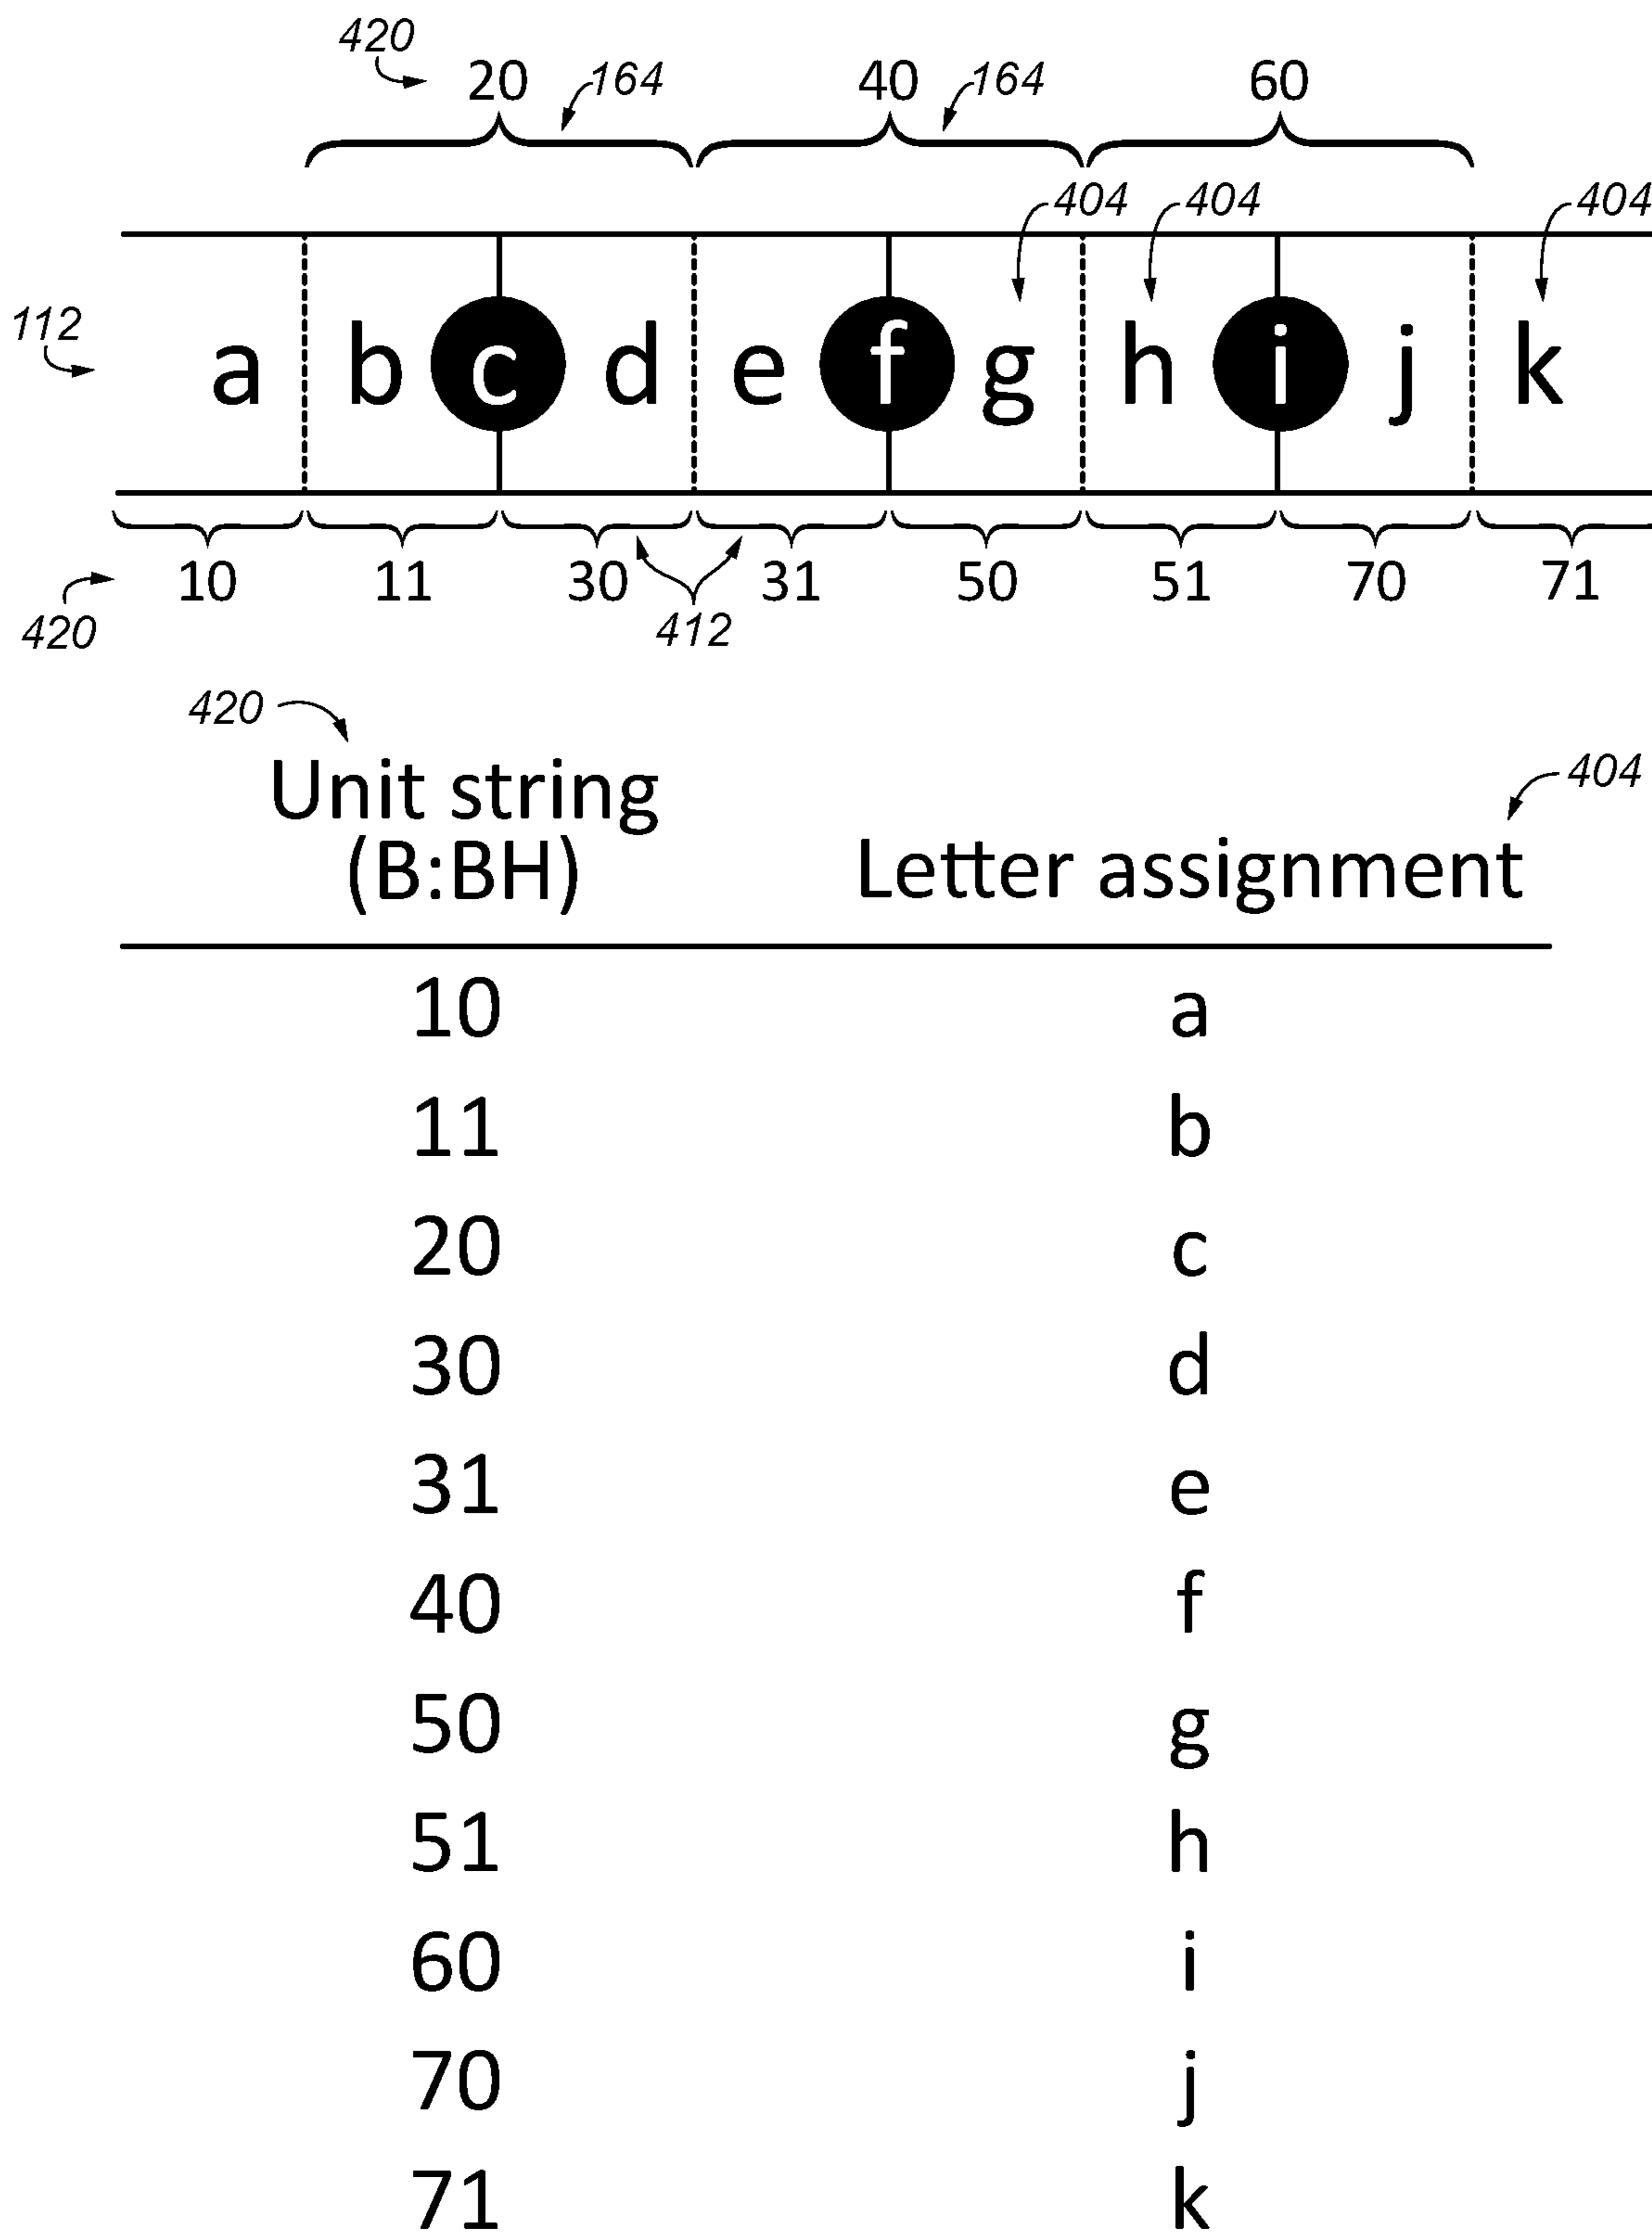 420
20 164 40 164 60
404 404 404
112
a b c d e f g h i j k
10 11 30 31 50 51 70 71
420 412
420
Unit string
(B:BH)
404
Letter assignment
10 a
11 b
20 c
30 d
31 e
40 f
50 g
51 h
60 i
70 j
71 k